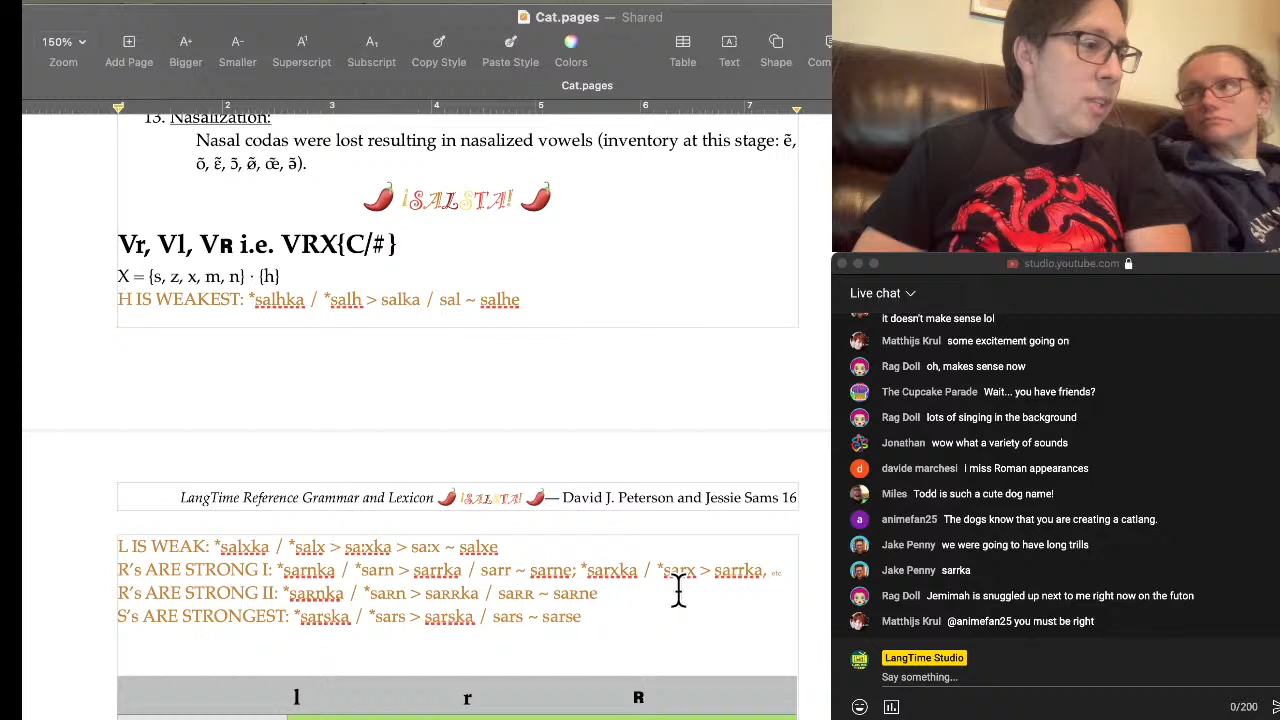 Cat.pages — Shared
150%
Zoom Add Page Bigger Smaller Superscript Subscript Copy Style Paste Style Colors Table Text Shape
Cat.pages
2 3 4 5 6 7
13. Nasalization:
Nasal codas were lost resulting in nasalized vowels (inventory at this stage: ẽ,
õ, ɛ̃, ɔ̃, ø̃, œ̃, ə̃).
🌶️ ¡SALSTA! 🌶️
Vr, Vl, Vʀ i.e. VRX{C/#}
X = {s, z, x, m, n} · {h}
H IS WEAKEST: *salhka / *salh > salka / sal ~ salhe
LangTime Reference Grammar and Lexicon 🌶️ ¡SALSTA! 🌶️— David J. Peterson and Jessie Sams 16
L IS WEAK: *salxka / *salx > sa:xka > sa:x ~ salxe
R's ARE STRONG I: *sarnka / *sarn > sarrka / sarr ~ sarne; *sarxka / *sarx > sarrka, etc.
R's ARE STRONG II: *saʀnka / *saʀn > saʀʀka / saʀʀ ~ saʀne
S's ARE STRONGEST: *sarska / *sars > sarska / sars ~ sarse
l r ʀ
studio.youtube.com
Live chat
it doesn't make sense lol
Matthijs Krul some excitement going on
Rag Doll oh, makes sense now
The Cupcake Parade Wait... you have friends?
Rag Doll lots of singing in the background
Jonathan wow what a variety of sounds
davide marchesi I miss Roman appearances
Miles Todd is such a cute dog name!
animefan25 The dogs know that you are creating a catlang.
Jake Penny we were going to have long trills
Jake Penny sarrka
Rag Doll Jemimah is snuggled up next to me right now on the futon
Matthijs Krul @animefan25 you must be right
LangTime Studio
Say something...
0/200